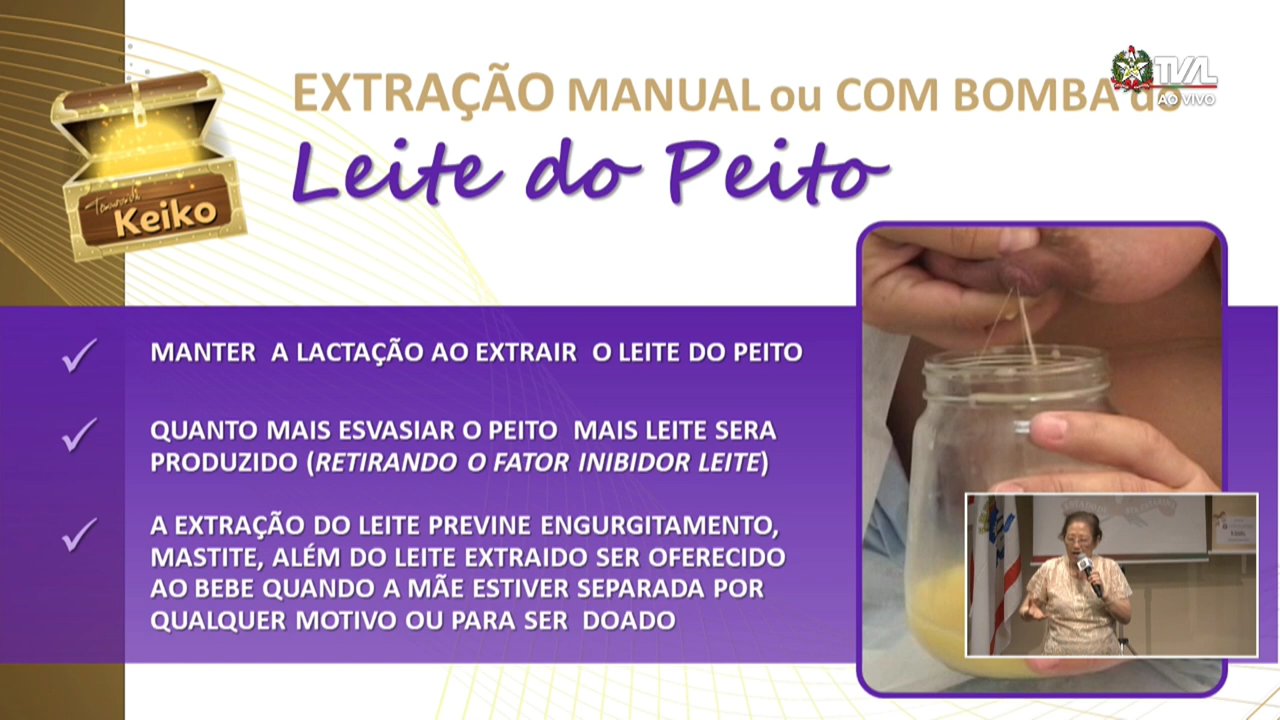 EXTRAÇÃO MANUAL ou COM BOMBA do
Leite do Peito
TVAL
AO VIVO
Keiko
MANTER A LACTAÇÃO AO EXTRAIR O LEITE DO PEITO
QUANTO MAIS ESVASIAR O PEITO MAIS LEITE SERA
PRODUZIDO (RETIRANDO O FATOR INIBIDOR LEITE)
A EXTRAÇÃO DO LEITE PREVINE ENGURGITAMENTO,
MASTITE, ALÉM DO LEITE EXTRAIDO SER OFERECIDO
AO BEBE QUANDO A MÃE ESTIVER SEPARADA POR
QUALQUER MOTIVO OU PARA SER DOADO